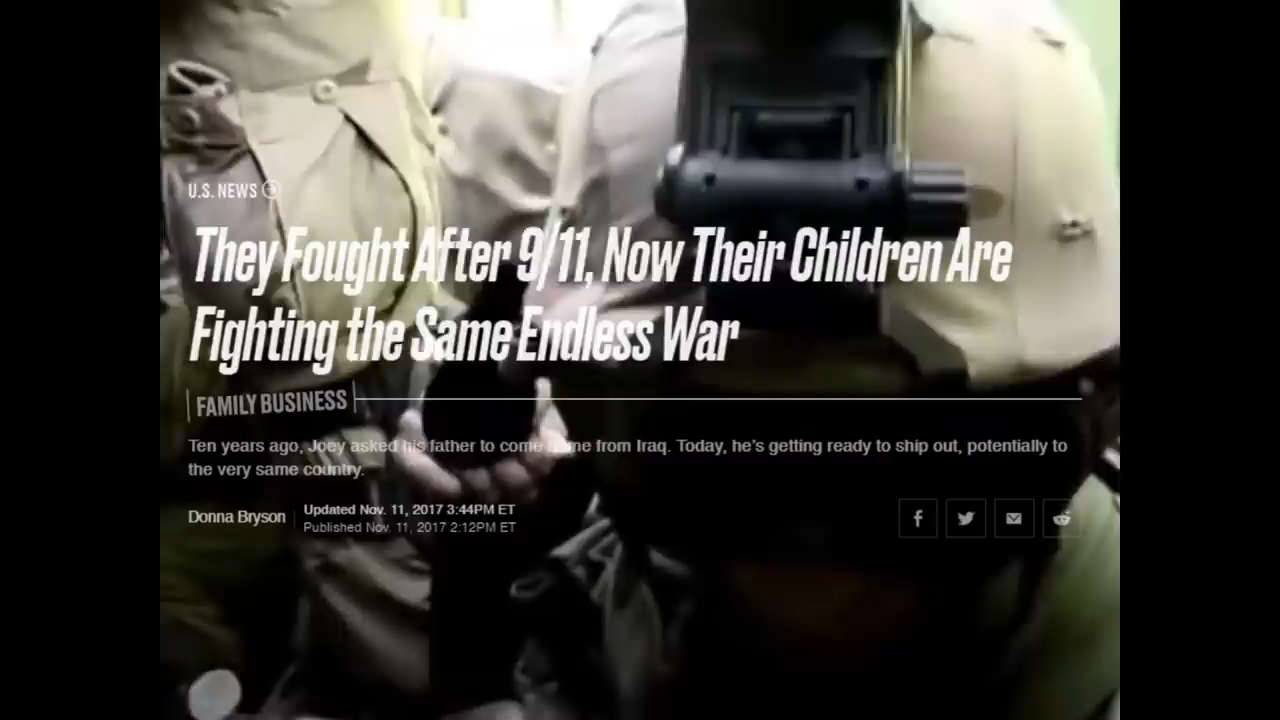 U.S. NEWS
They Fought After 9/11, Now Their Children Are
Fighting the Same Endless War
FAMILY BUSINESS
Ten years ago, Joey asked his father to come home from Iraq. Today, he's getting ready to ship out, potentially to
the very same country.
Donna Bryson
Updated Nov. 11, 2017 3:44PM ET
Published Nov. 11, 2017 2:12PM ET